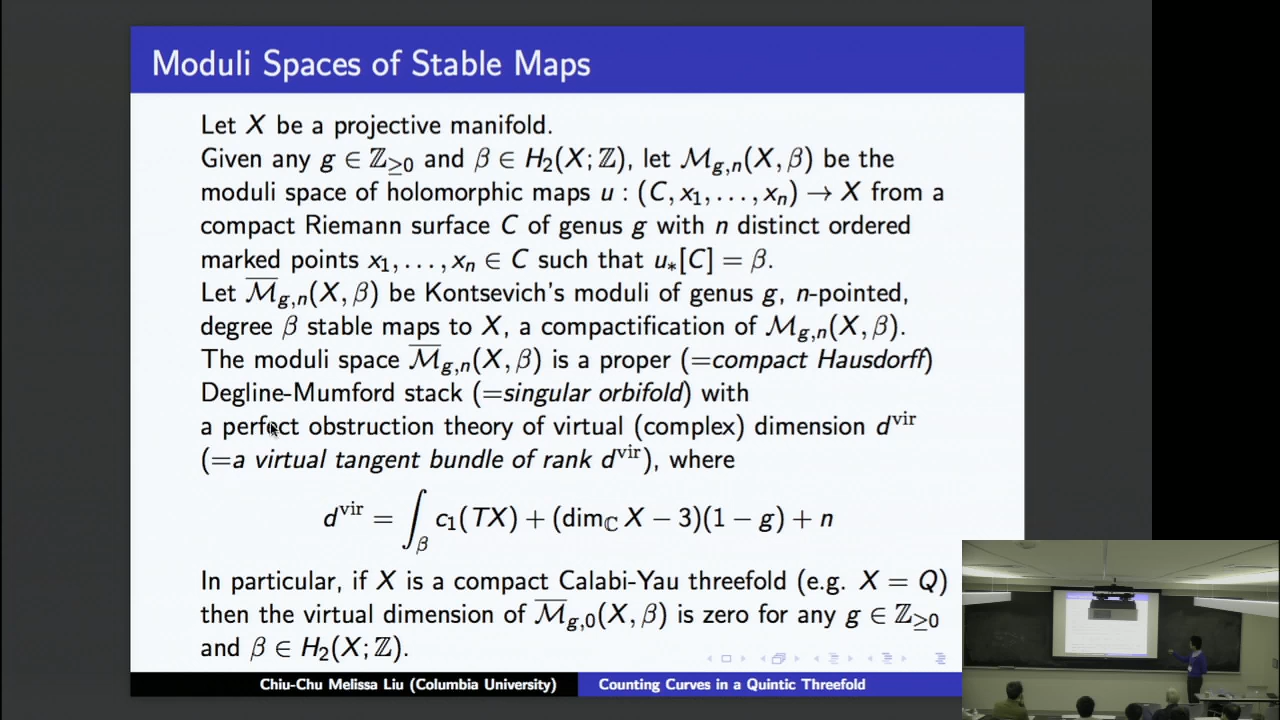 Moduli Spaces of Stable Maps
Let X be a projective manifold.
Given any g ∈ ℤ≥0 and β ∈ H₂(X; ℤ), let ℳg,n(X, β) be the
moduli space of holomorphic maps u : (C, x₁, . . . , xₙ) → X from a
compact Riemann surface C of genus g with n distinct ordered
marked points x₁, . . . , xₙ ∈ C such that u∗[C] = β.
Let ℳ̅g,n(X, β) be Kontsevich's moduli of genus g, n-pointed,
degree β stable maps to X, a compactification of ℳg,n(X, β).
The moduli space ℳ̅g,n(X, β) is a proper (=compact Hausdorff)
Degline-Mumford stack (=singular orbifold) with
a perfect obstruction theory of virtual (complex) dimension d^vir
(=a virtual tangent bundle of rank d^vir), where
d^vir = ∫β c₁(TX) + (dimℂ X − 3)(1 − g) + n
In particular, if X is a compact Calabi-Yau threefold (e.g. X = Q)
then the virtual dimension of ℳ̅g,0(X, β) is zero for any g ∈ ℤ≥0
and β ∈ H₂(X; ℤ).
Chiu-Chu Melissa Liu (Columbia University) Counting Curves in a Quintic Threefold